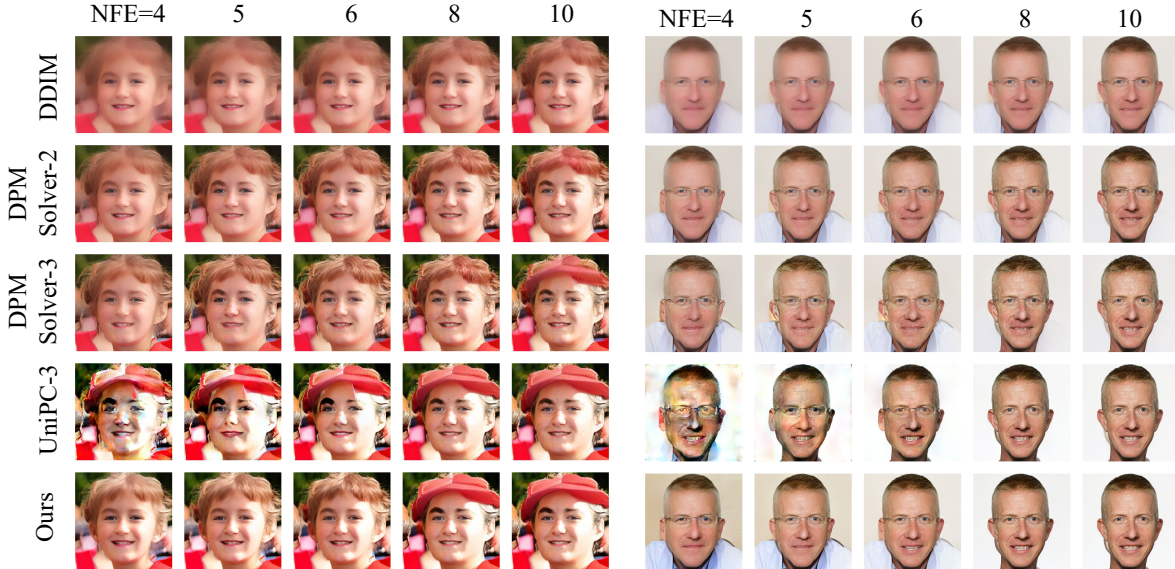 NFE=4 5 6 8 10 NFE=4 5 6 8 10
DDIM
DPM
Solver-2
DPM
Solver-3
UniPC-3
Ours